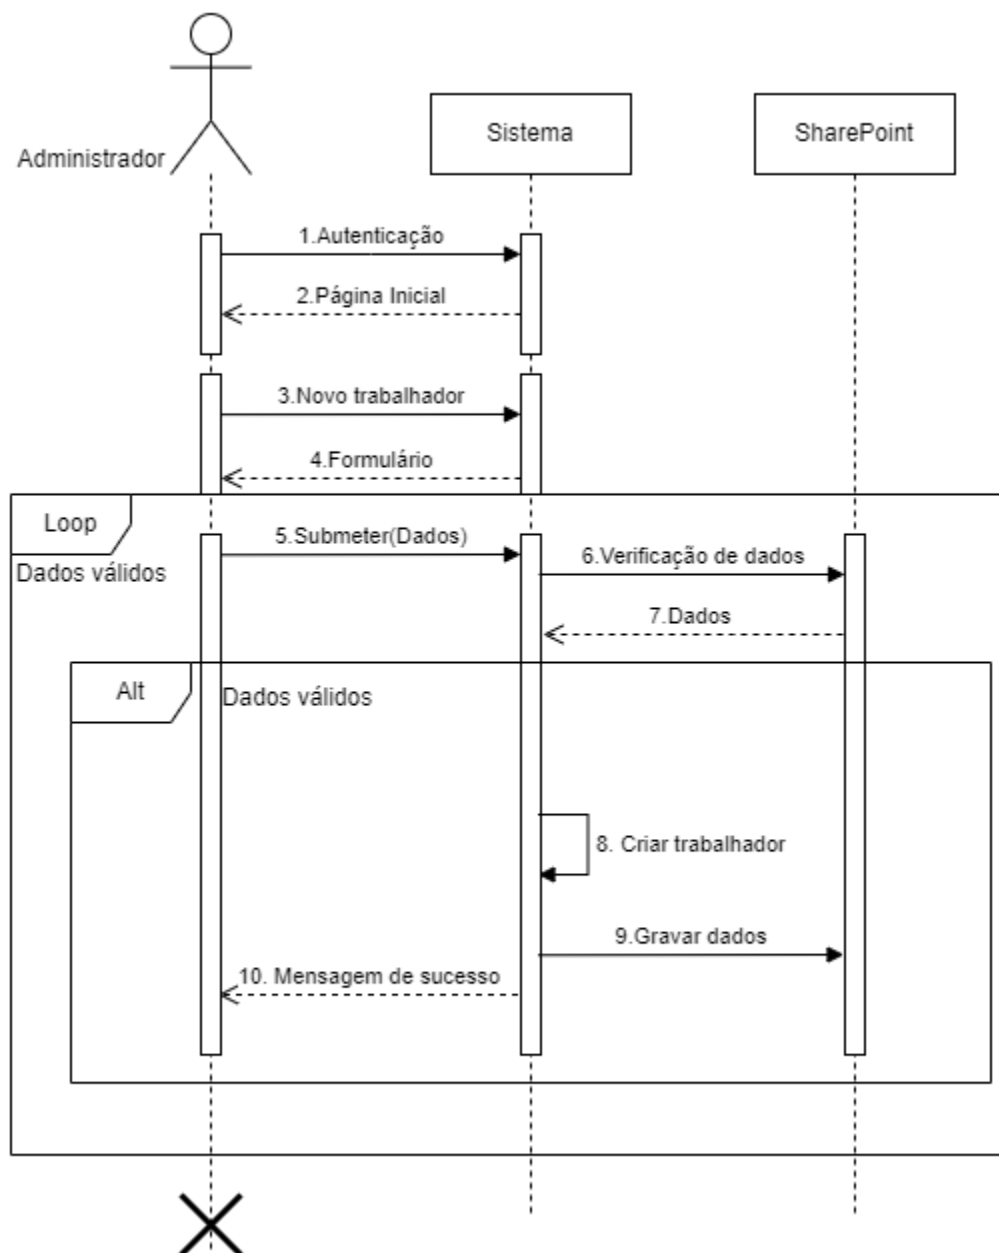 Administrador
Sistema
SharePoint
1.Autenticação
2.Página Inicial
3.Novo trabalhador
4.Formulário
Loop
Dados válidos
5.Submeter(Dados)
6.Verificação de dados
7.Dados
Alt
Dados válidos
8. Criar trabalhador
9.Gravar dados
10. Mensagem de sucesso